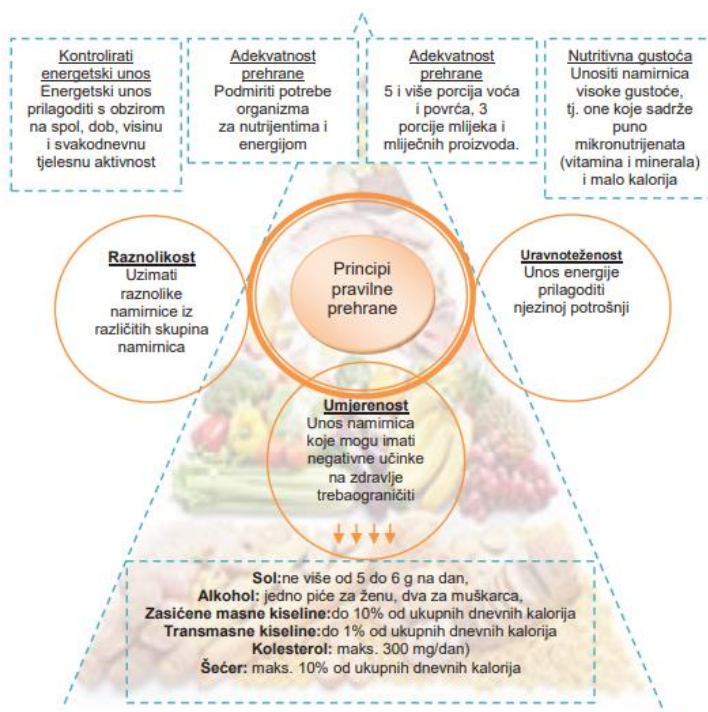 Kontrolirati
energetski unos
Energetski unos
prilagoditi s obzirom
na spol, dob, visinu
i svakodnevnu
tjelesnu aktivnost
Adekvatnost
prehrane
Podmiriti potrebe
organizma
za nutrijentima i
energijom
Adekvatnost
prehrane
5 i više porcija voća
i povrća, 3
porcije mlijeka i
mliječnih proizvoda.
Nutritivna gustoća
Unositi namirnica
visoke gustoće,
tj. one koje sadrže
puno
mikronutrijenata
(vitamina i minerala)
i malo kalorija
Raznolikost
Uzimati
raznolike
namirnice iz
različitih skupina
namirnica
Principi
pravilne
prehrane
Uravnoteženost
Unos energije
prilagoditi
njezinoj potrošnji
Umjerenost
Unos namirnica
koje mogu imati
negativne učinke
na zdravlje
trebaograničiti
Sol:ne više od 5 do 6 g na dan,
Alkohol: jedno piće za ženu, dva za muškarca,
Zasićene masne kiseline:do 10% od ukupnih dnevnih kalorija
Transmasne kiseline:do 1% od ukupnih dnevnih kalorija
Kolesterol: maks. 300 mg/dan)
Šećer: maks. 10% od ukupnih dnevnih kalorija